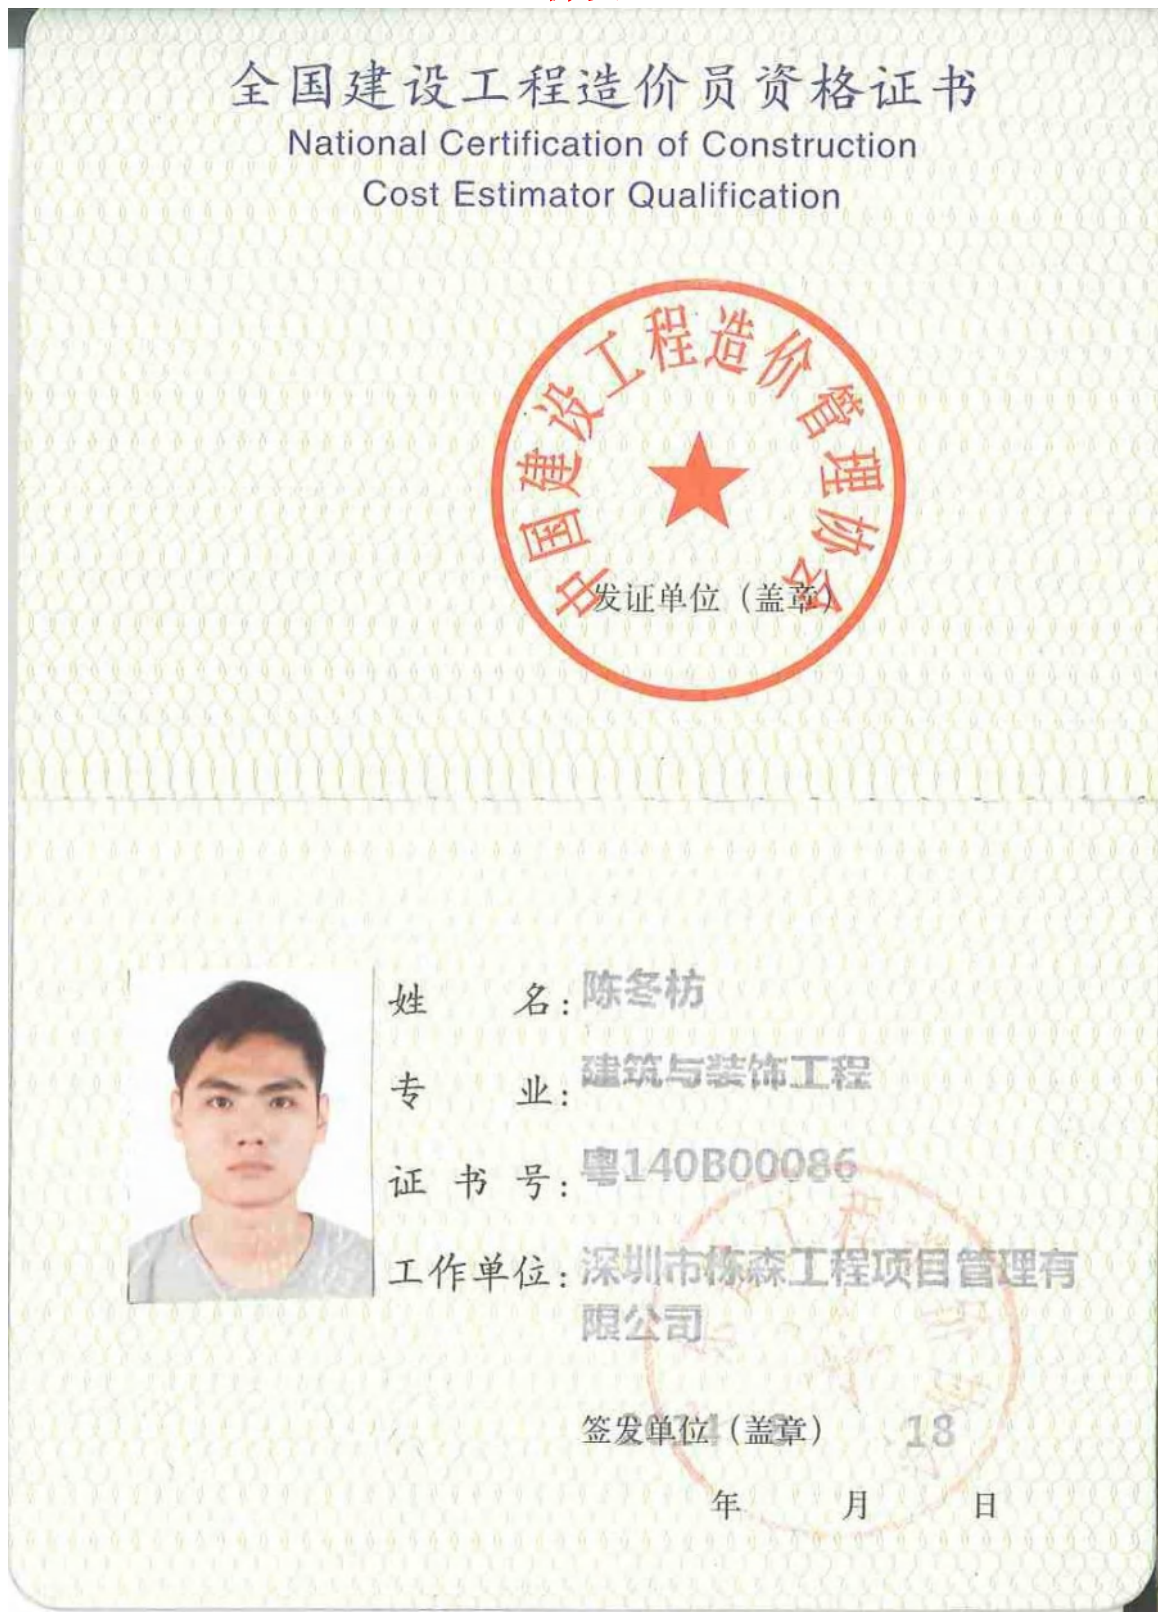 全国建设工程造价员资格证书
National Certification of Construction
Cost Estimator Qualification
中国建设工程造价管理协会
发证单位（盖章）
姓 名：陈冬枋
专 业：建筑与装饰工程
证 书 号：粤140B00086
工作单位：深圳市栋森工程项目管理有
限公司
签发单位（盖章）
2014 18
年 月 日